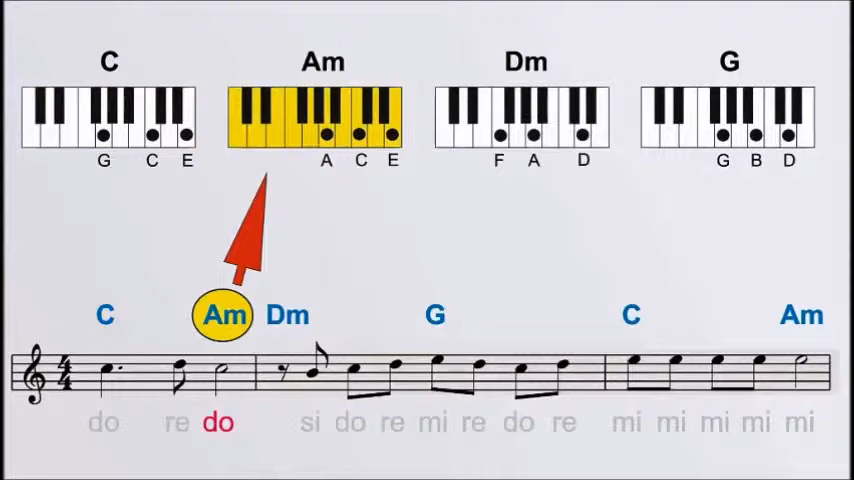 C Am Dm G
G C E A C E F A D G B D
C Am Dm G C Am
4
4
do re do si do re mi re do re mi mi mi mi mi